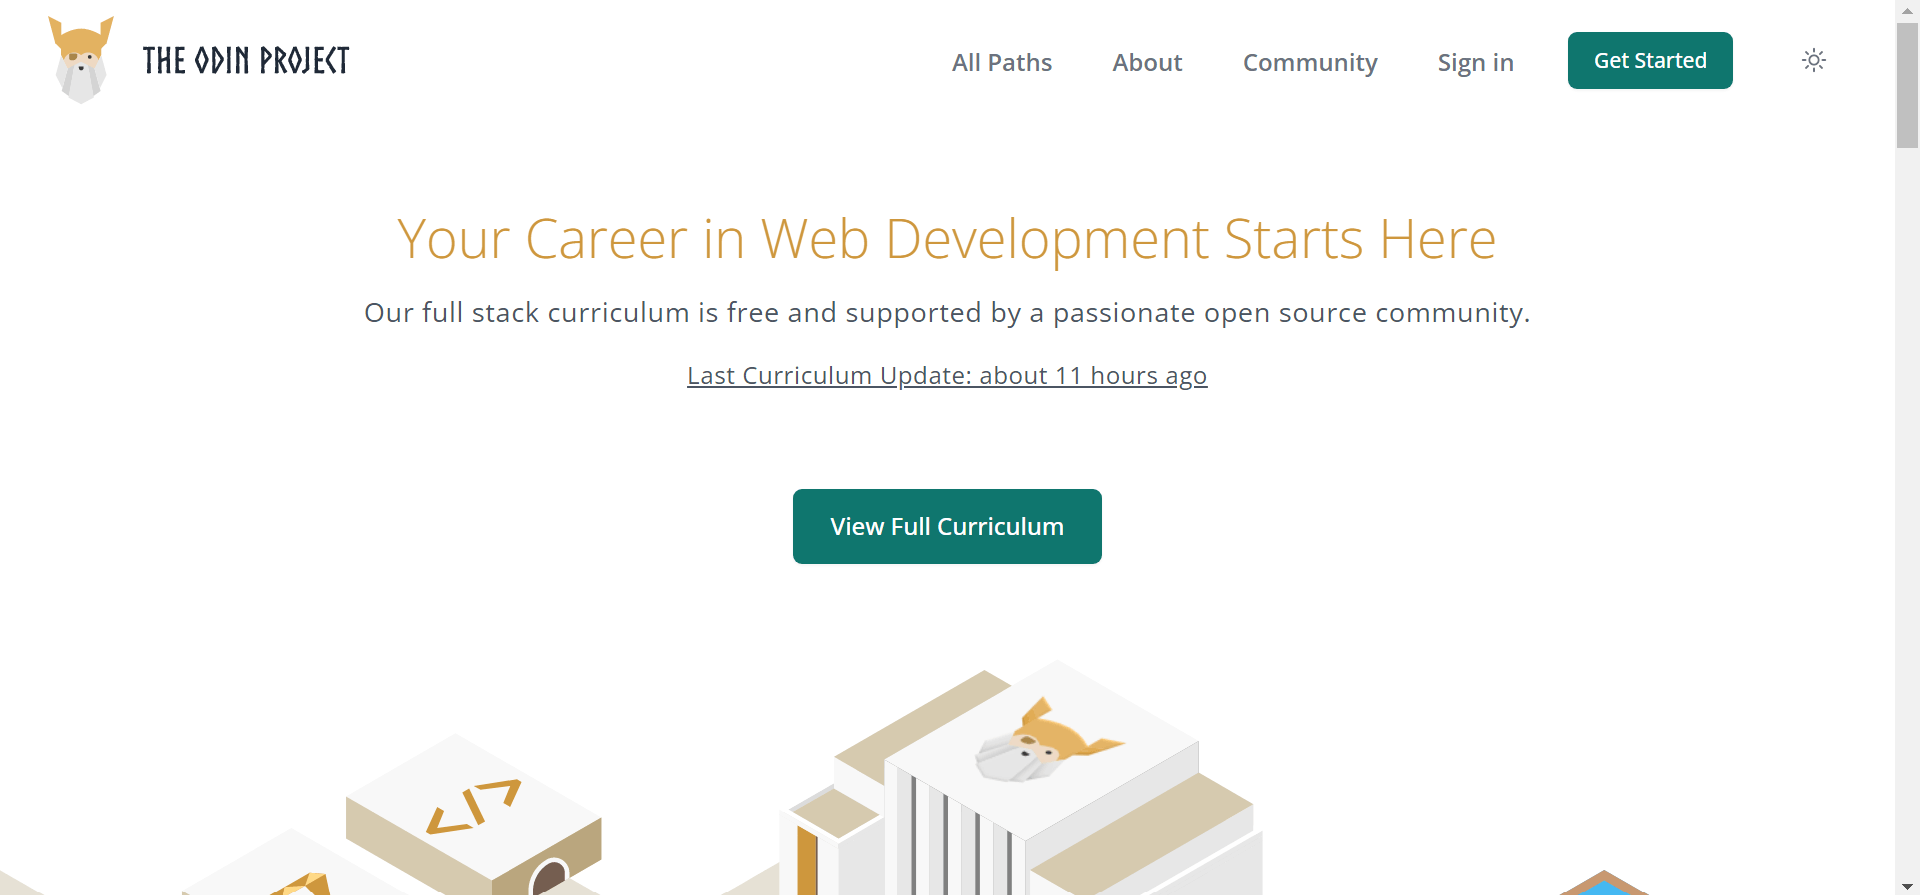 THE ODIN PROJECT
All Paths
About
Community
Sign in
Get Started
Your Career in Web Development Starts Here
Our full stack curriculum is free and supported by a passionate open source community.
Last Curriculum Update: about 11 hours ago
View Full Curriculum
</>